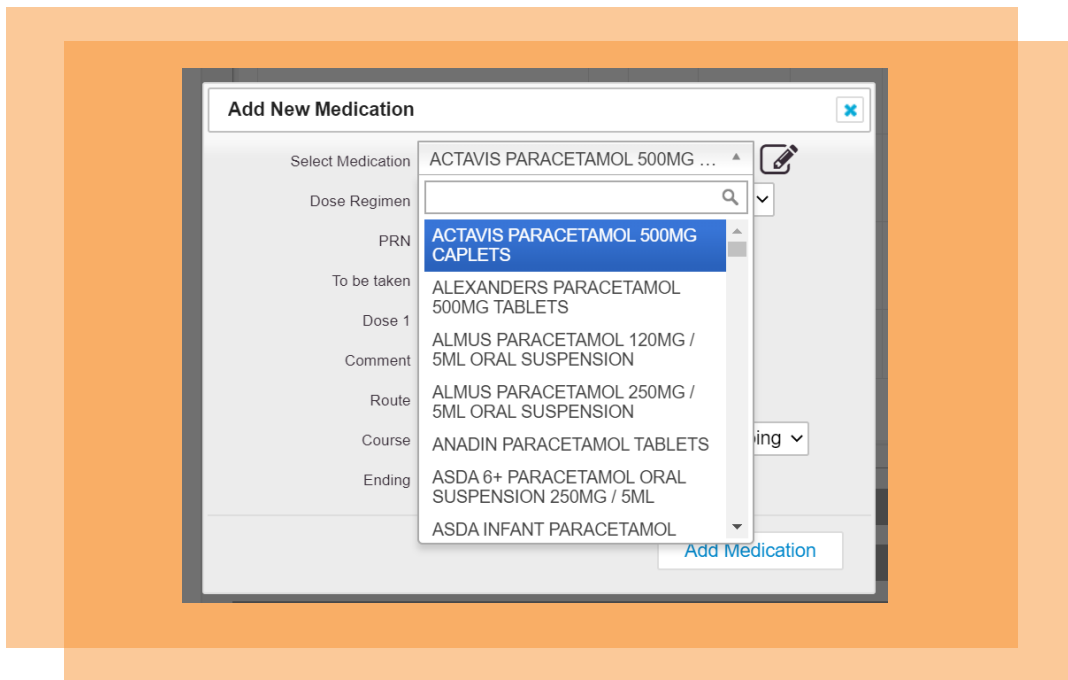 Add New Medication
Select Medication
ACTAVIS PARACETAMOL 500MG ...
Dose Regimen
PRN
To be taken
Dose 1
Comment
Route
Course
Ending
ACTAVIS PARACETAMOL 500MG
CAPLETS
ALEXANDERS PARACETAMOL
500MG TABLETS
ALMUS PARACETAMOL 120MG /
5ML ORAL SUSPENSION
ALMUS PARACETAMOL 250MG /
5ML ORAL SUSPENSION
ANADIN PARACETAMOL TABLETS
ASDA 6+ PARACETAMOL ORAL
SUSPENSION 250MG / 5ML
ASDA INFANT PARACETAMOL
Add Medication